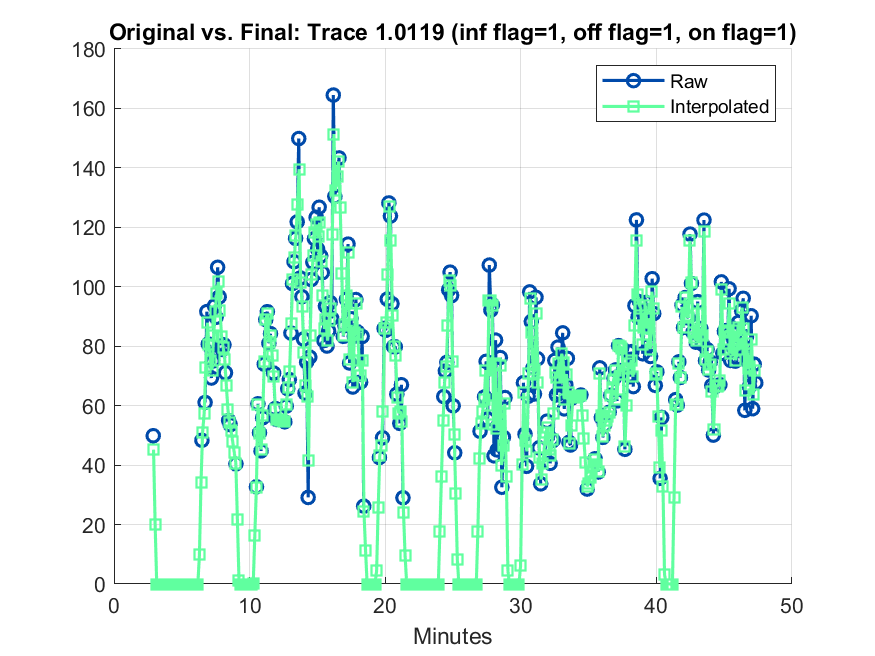 Original vs. Final: Trace 1.0119 (inf flag=1, off flag=1, on flag=1)
180
160
140
120
100
80
60
40
20
0
Raw
Interpolated
0 10 20 30 40 50
Minutes